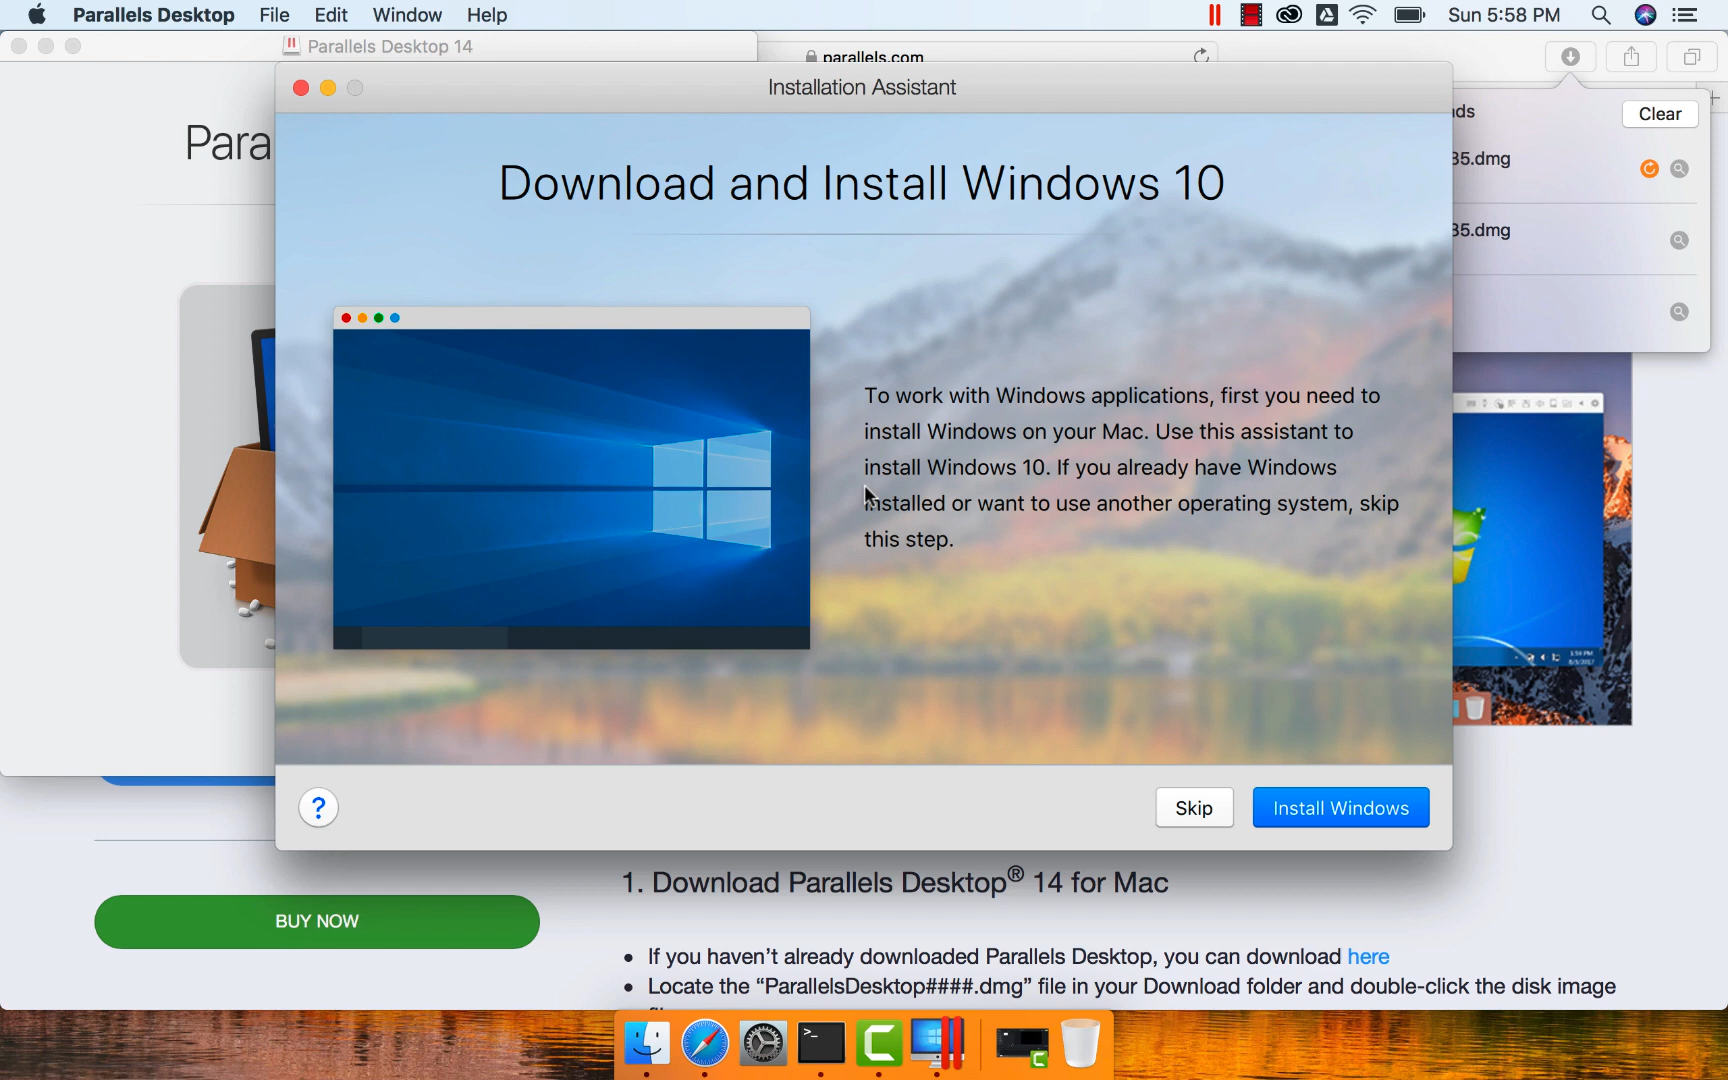 Parallels Desktop File Edit Window Help Sun 5:58 PM
Parallels Desktop 14
parallels.com
Installation Assistant
Clear
35.dmg
35.dmg
Para
Download and Install Windows 10
To work with Windows applications, first you need to
install Windows on your Mac. Use this assistant to
install Windows 10. If you already have Windows
installed or want to use another operating system, skip
this step.
?
Skip
Install Windows
1. Download Parallels Desktop® 14 for Mac
BUY NOW
• If you haven’t already downloaded Parallels Desktop, you can download here
• Locate the “ParallelsDesktop####.dmg” file in your Download folder and double-click the disk image